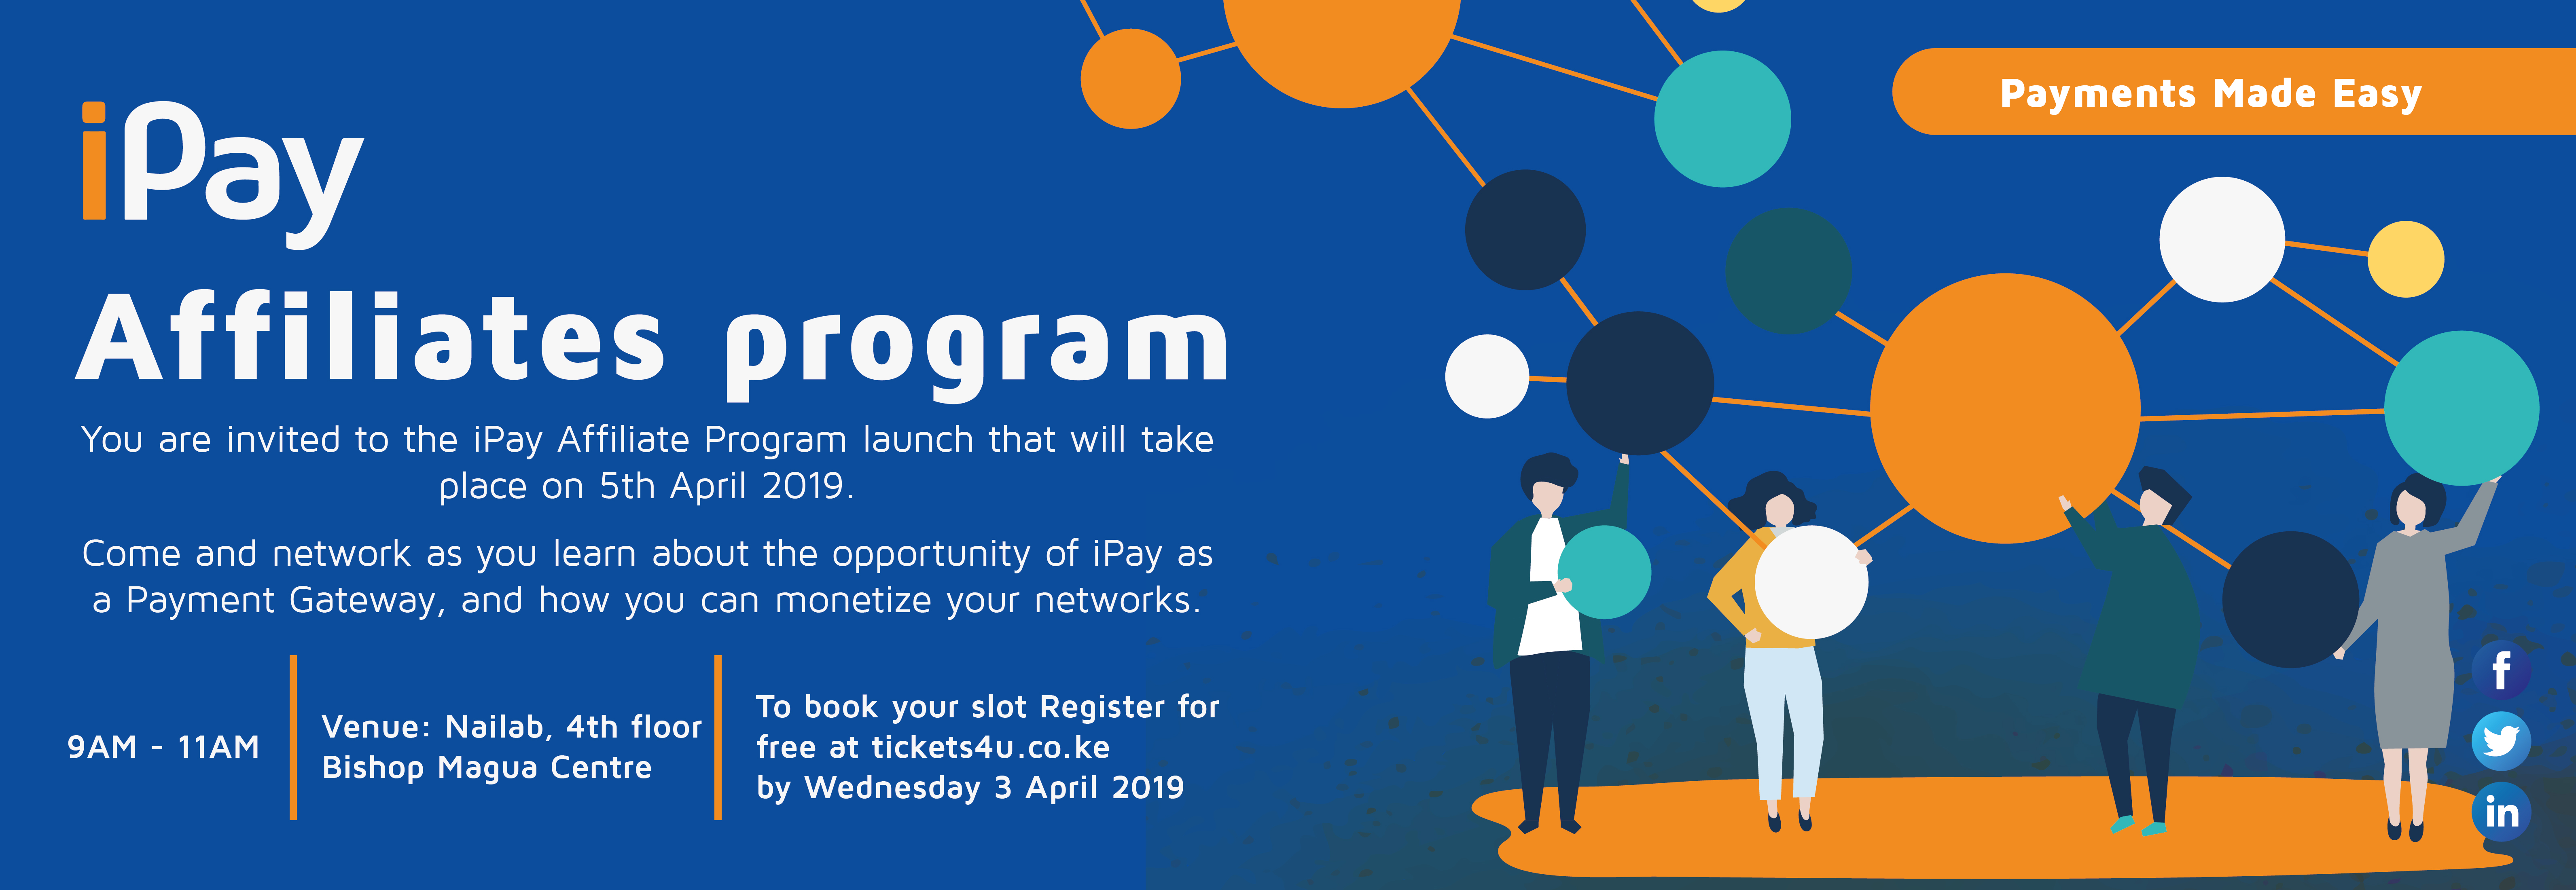 iPay
Payments Made Easy
Affiliates program
You are invited to the iPay Affiliate Program launch that will take
place on 5th April 2019.
Come and network as you learn about the opportunity of iPay as
a Payment Gateway, and how you can monetize your networks.
9AM - 11AM
Venue: Nailab, 4th floor
Bishop Magua Centre
To book your slot Register for
free at tickets4u.co.ke
by Wednesday 3 April 2019
f
in